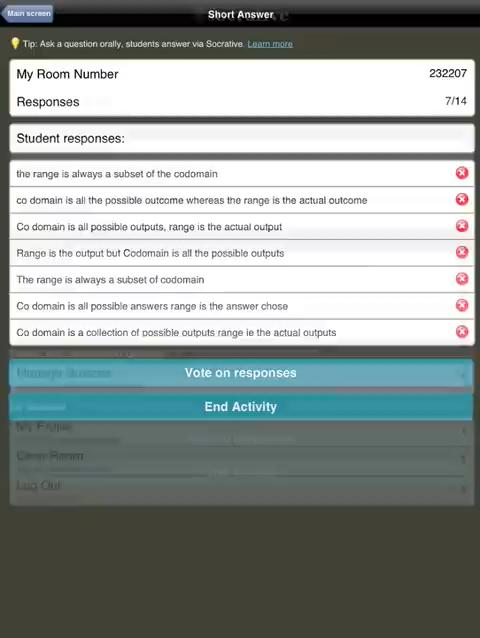 Main screen
Short Answer
Tip: Ask a question orally, students answer via Socrative. Learn more
My Room Number 232207
Responses 7/14
Student responses:
the range is always a subset of the codomain
co domain is all the possible outcome whereas the range is the actual outcome
Co domain is all possible outputs, range is the actual output
Range is the output but Codomain is all the possible outputs
The range is always a subset of codomain
Co domain is all possible answers range is the answer chose
Co domain is a collection of possible outputs range ie the actual outputs
Manage Quizzes
Vote on responses
End Activity
My Profile
Clear Room
Log Out